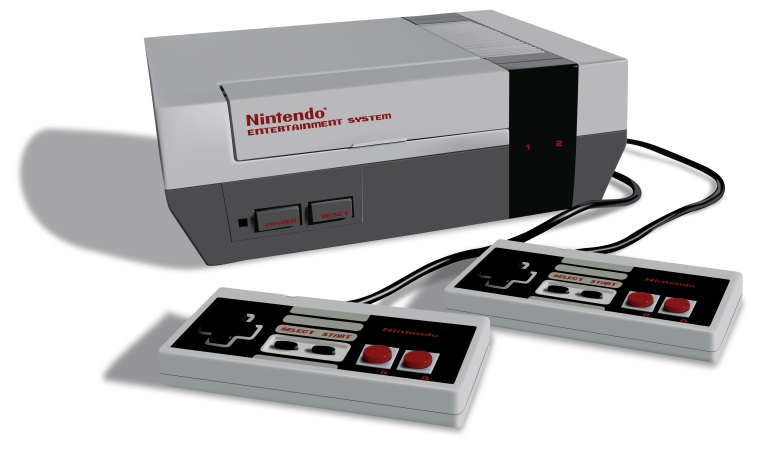 Nintendo®
ENTERTAINMENT SYSTEM
1 2
POWER RESET
SELECT START
Nintendo
SELECT START
Nintendo